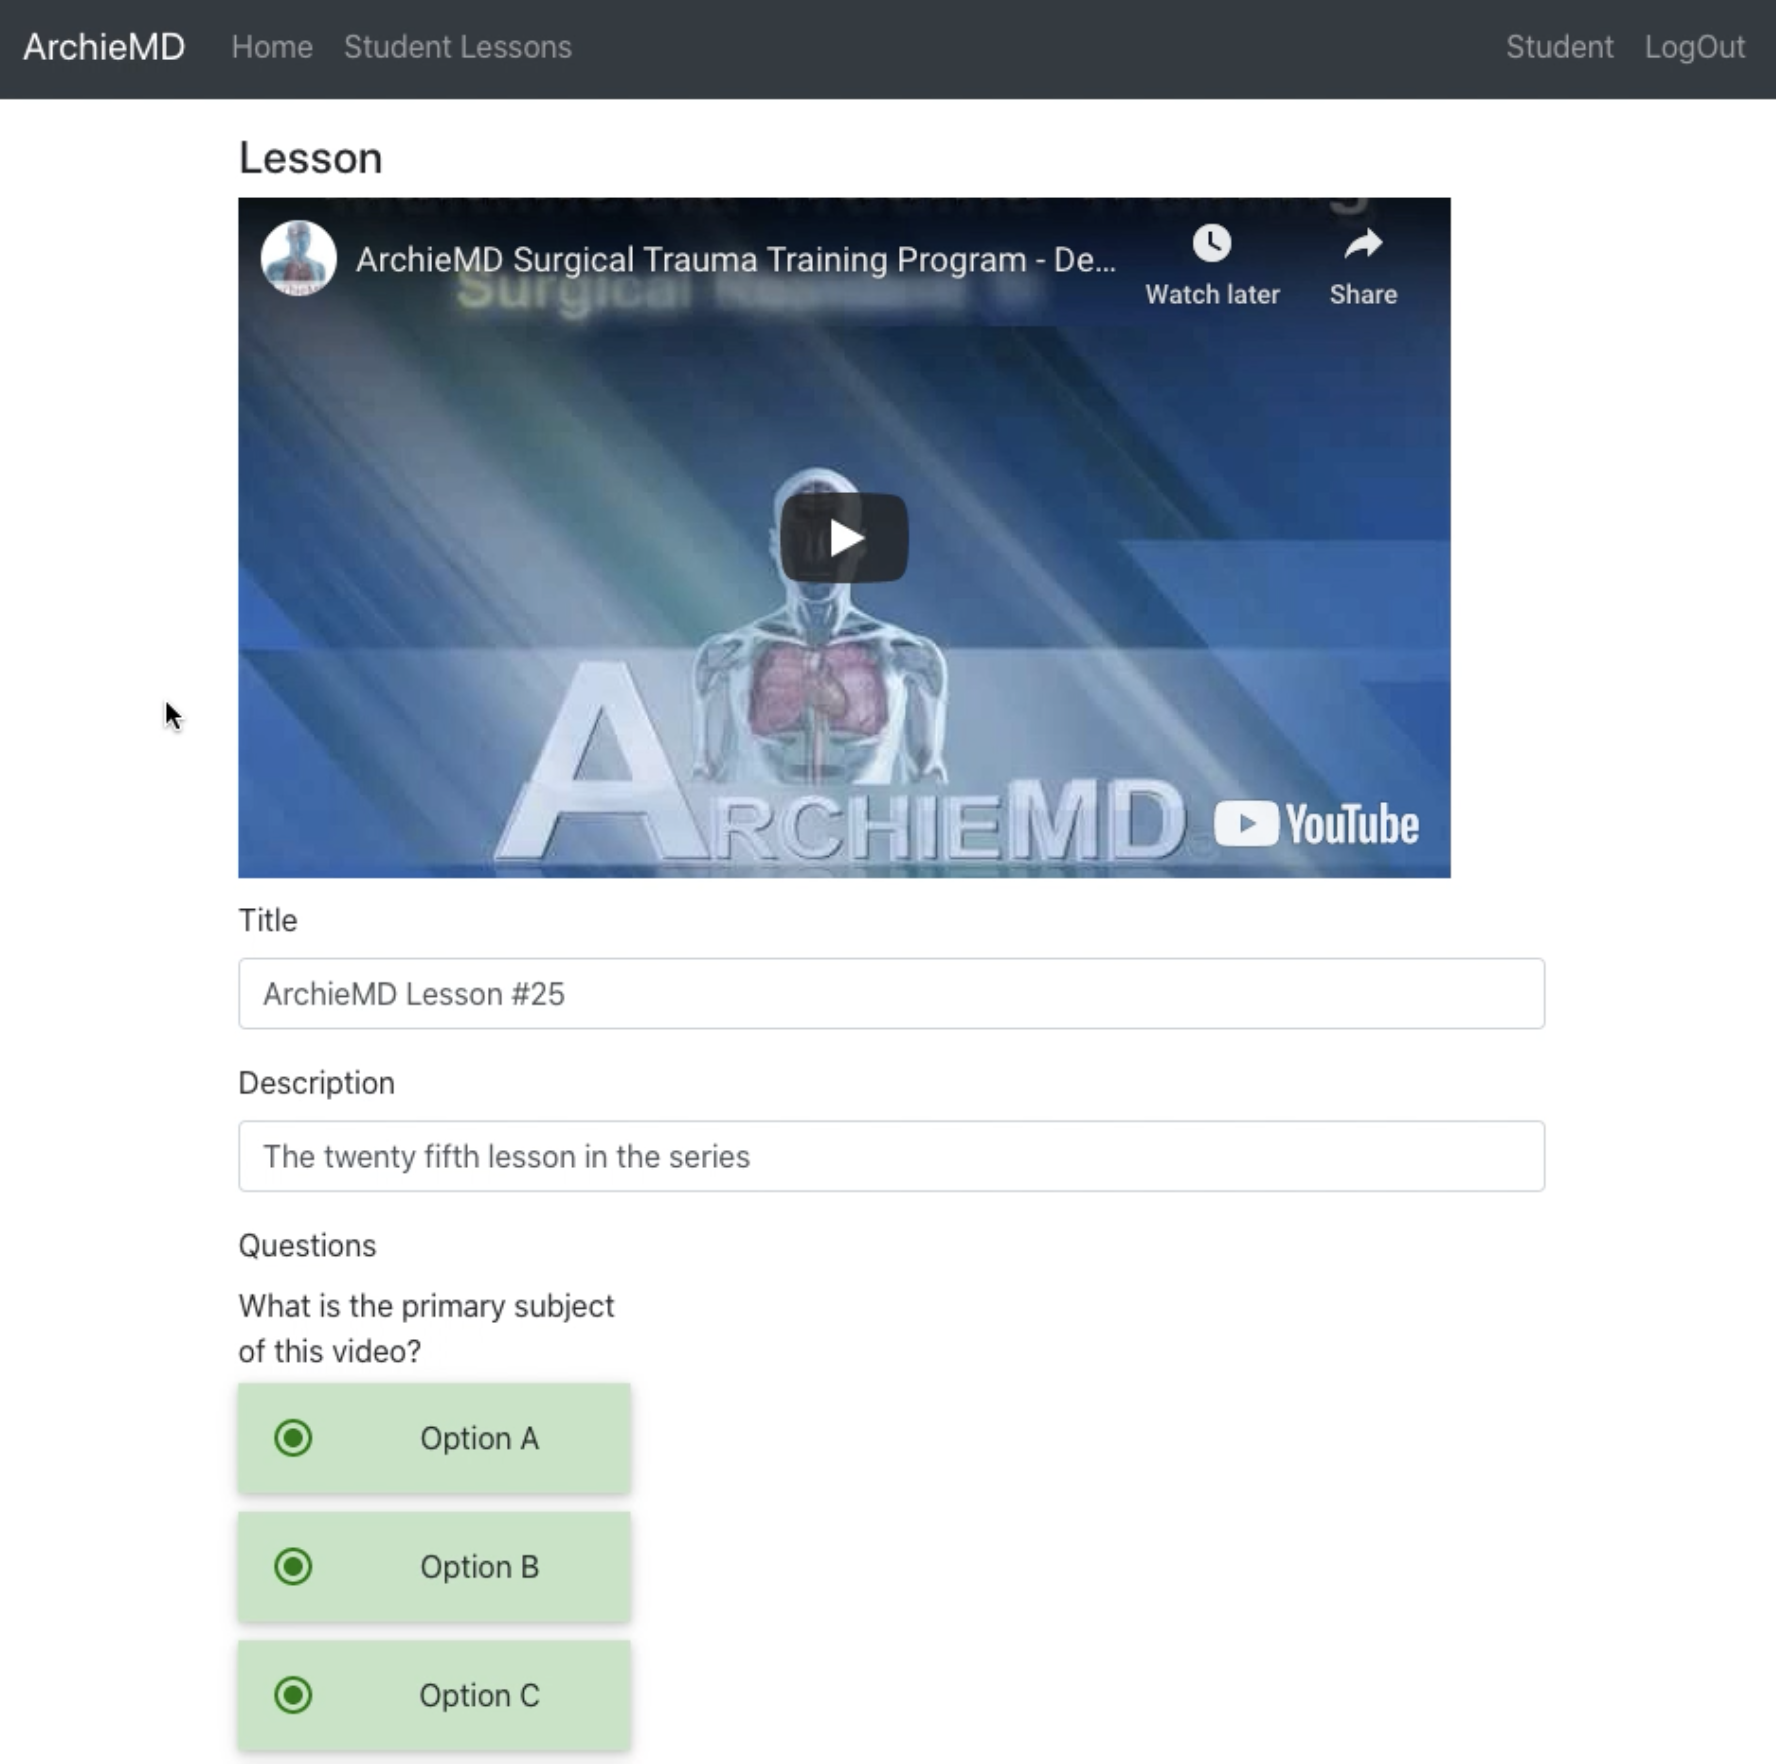 ArchieMD Home Student Lessons Student LogOut
Lesson
ArchieMD Surgical Trauma Training Program - De...
Watch later Share
Surgical
ARCHIEMD
YouTube
Title
ArchieMD Lesson #25
Description
The twenty fifth lesson in the series
Questions
What is the primary subject
of this video?
Option A
Option B
Option C